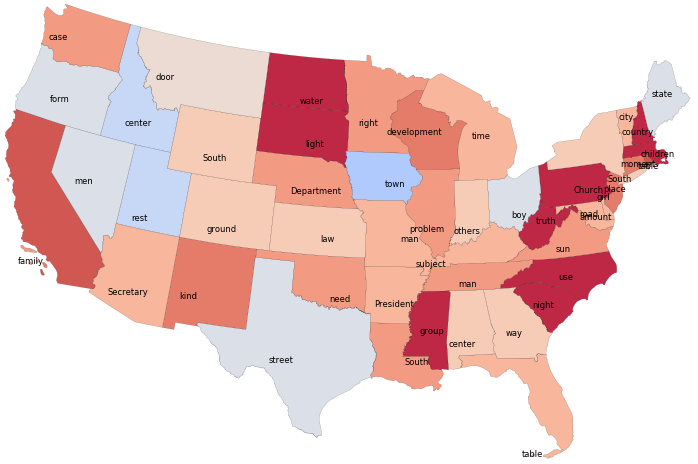 case
door
form
center
water
light
right
development
time
state
city
country
children
South
men
rest
ground
Department
town
law
man
problem
others
boy
truth
Church
South
place
girl
road
amount
sun
family
Secretary
kind
need
President
subject
man
use
night
group
center
way
South
street
table